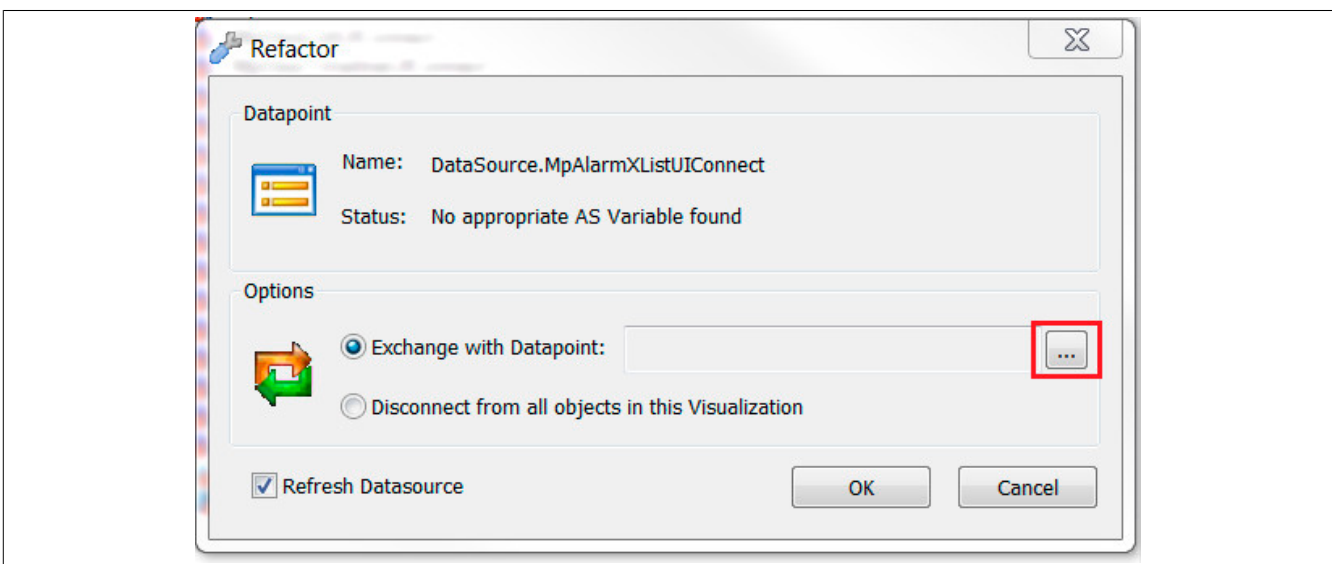 Refactor
Datapoint
Name: DataSource.MpAlarmXListUIConnect
Status: No appropriate AS Variable found
Options
Exchange with Datapoint: ...
Disconnect from all objects in this Visualization
Refresh Datasource OK Cancel